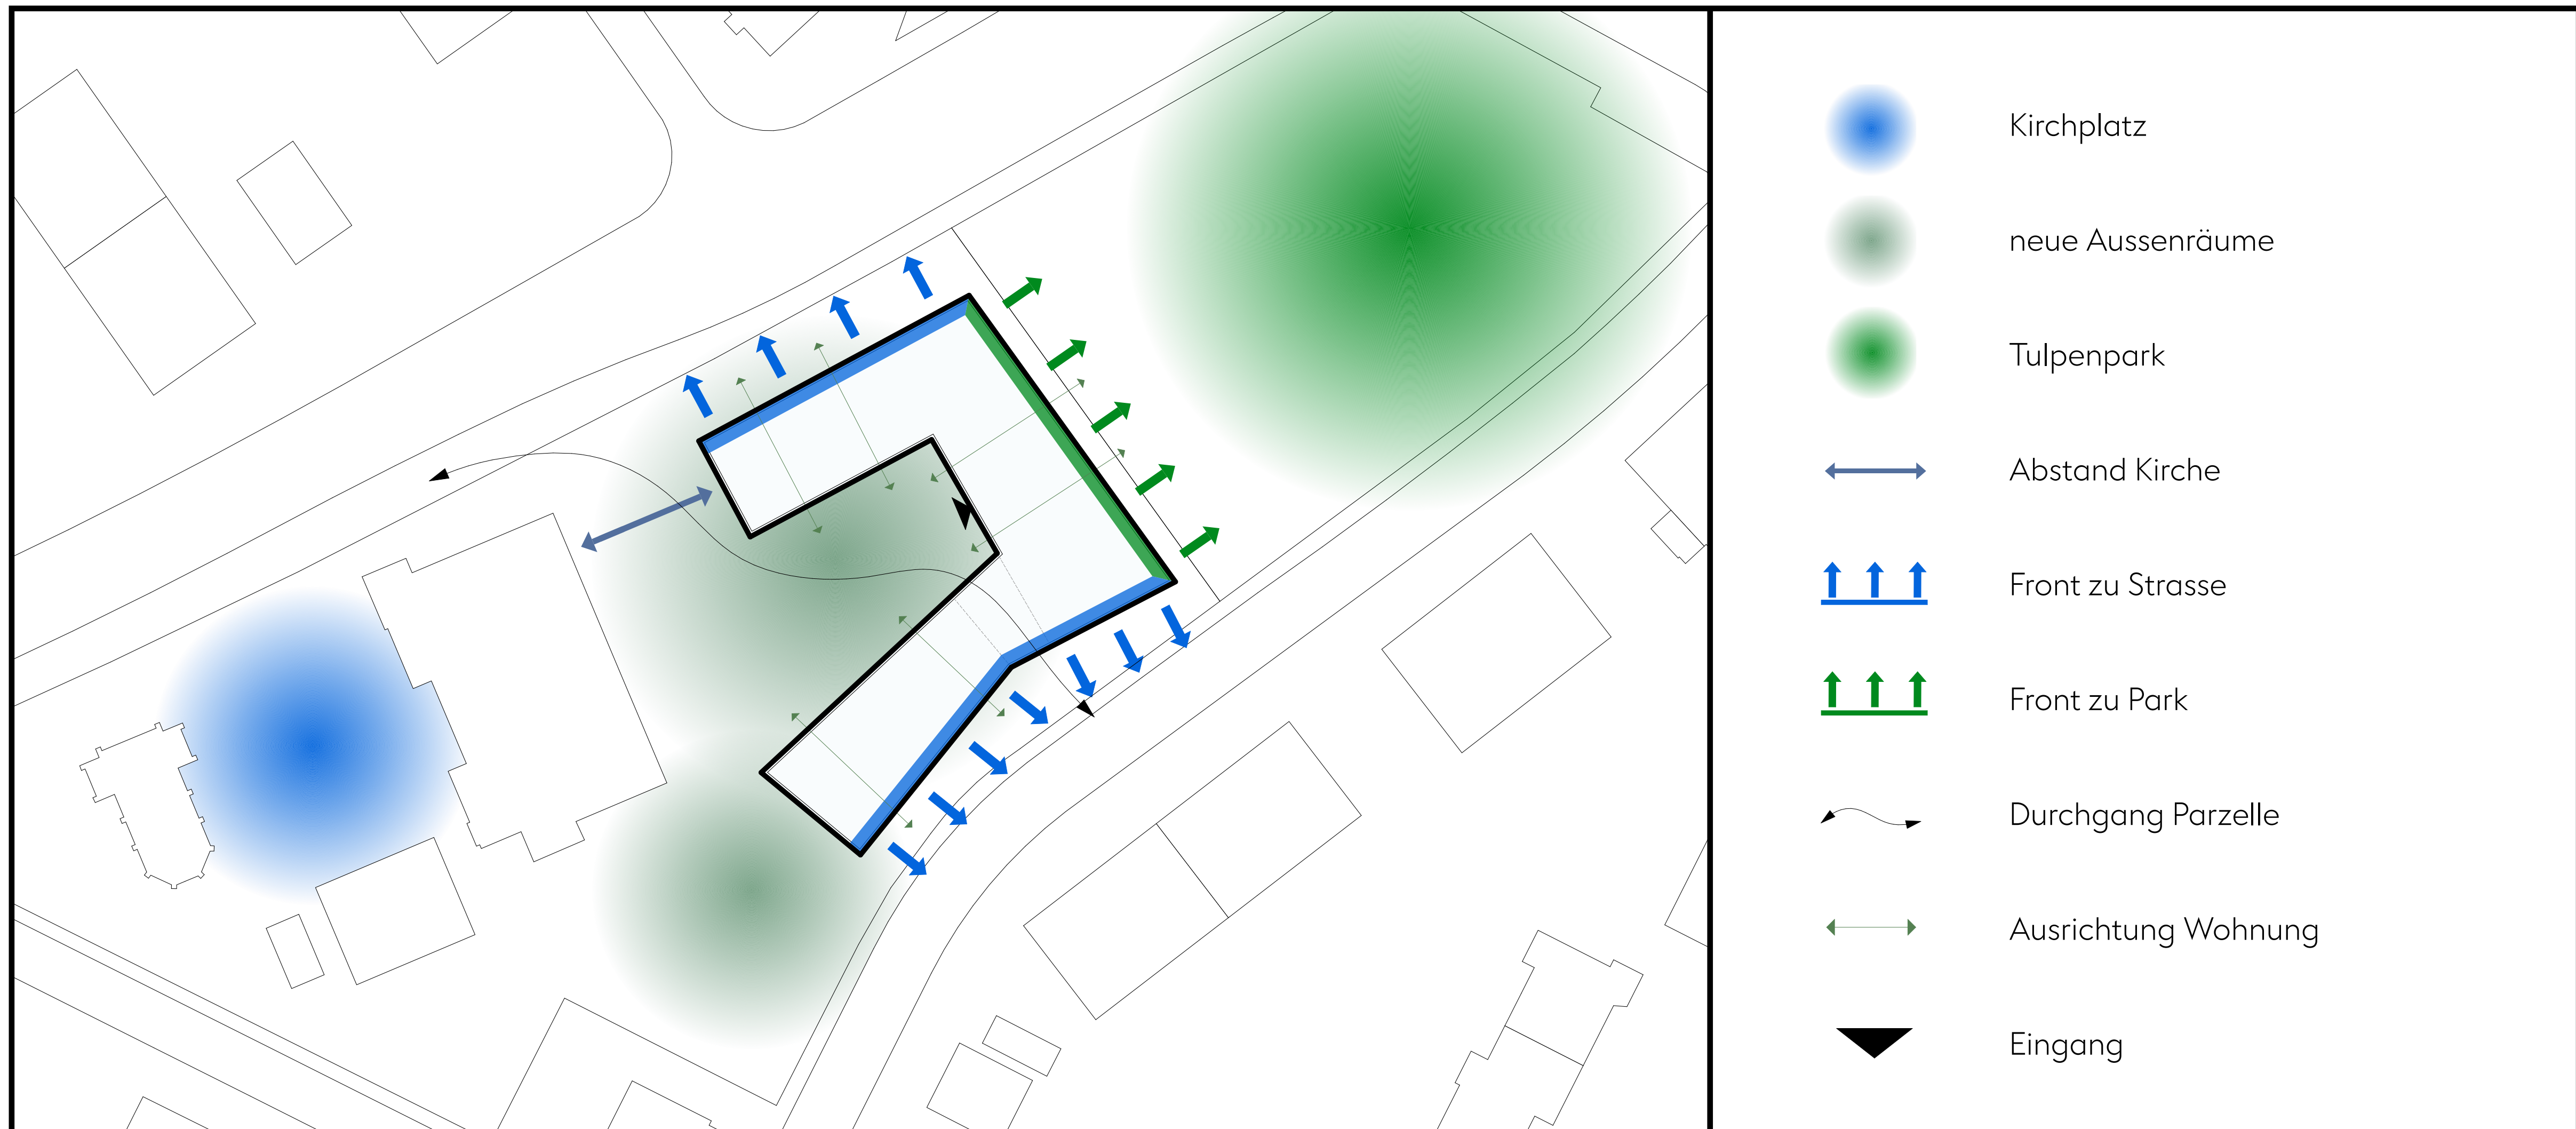 Kirchplatz
neue Aussenräume
Tulpenpark
Abstand Kirche
Front zu Strasse
Front zu Park
Durchgang Parzelle
Ausrichtung Wohnung
Eingang